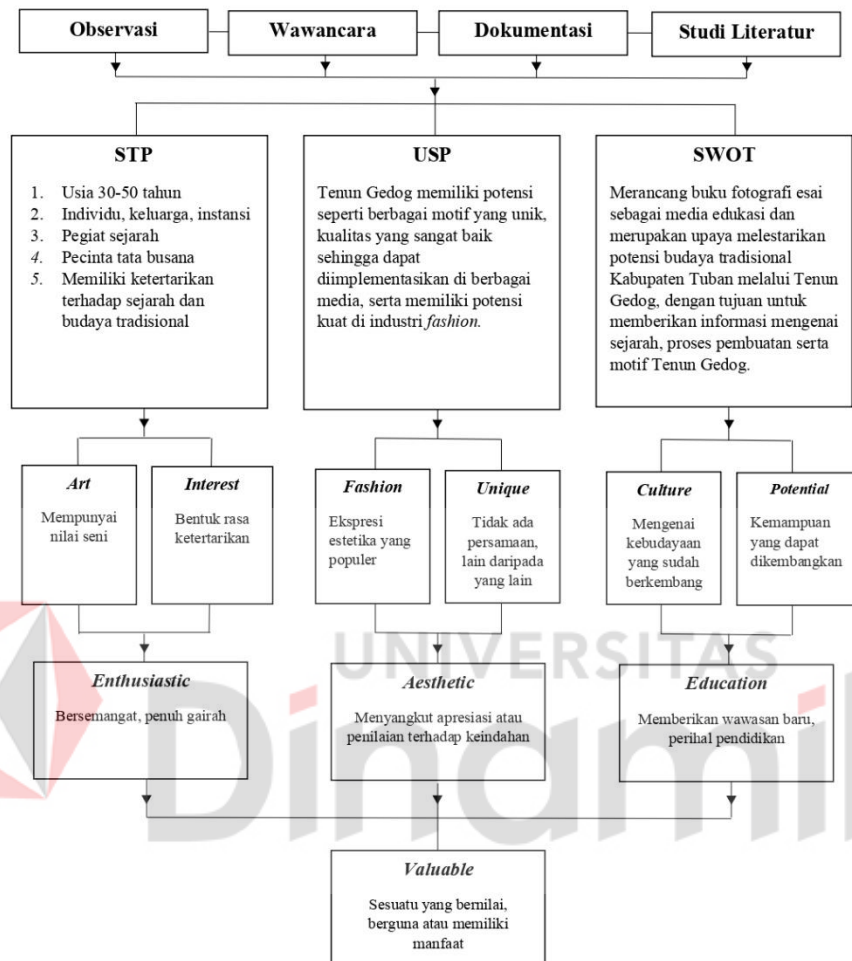 Observasi
Wawancara
Dokumentasi
Studi Literatur
STP
1. Usia 30-50 tahun
2. Individu, keluarga, instansi
3. Pegiat sejarah
4. Pecinta tata busana
5. Memiliki ketertarikan
terhadap sejarah dan
budaya tradisional
USP
Tenun Gedog memiliki potensi
seperti berbagai motif yang unik,
kualitas yang sangat baik
sehingga dapat
diimplementasikan di berbagai
media, serta memiliki potensi
kuat di industri fashion.
SWOT
Merancang buku fotografi esai
sebagai media edukasi dan
merupakan upaya melestarikan
potensi budaya tradisional
Kabupaten Tuban melalui Tenun
Gedog, dengan tujuan untuk
memberikan informasi mengenai
sejarah, proses pembuatan serta
motif Tenun Gedog.
Art
Mempunyai
nilai seni
Interest
Bentuk rasa
ketertarikan
Fashion
Ekspresi
estetika yang
populer
Unique
Tidak ada
persamaan,
lain daripada
yang lain
Culture
Mengenai
kebudayaan
yang sudah
berkembang
Potential
Kemampuan
yang dapat
dikembangkan
UNIVERSITAS
Dinami
Enthusiastic
Bersemangat, penuh gairah
Aesthetic
Menyangkut apresiasi atau
penilaian terhadap keindahan
Education
Memberikan wawasan baru,
perihal pendidikan
Valuable
Sesuatu yang bernilai,
berguna atau memiliki
manfaat